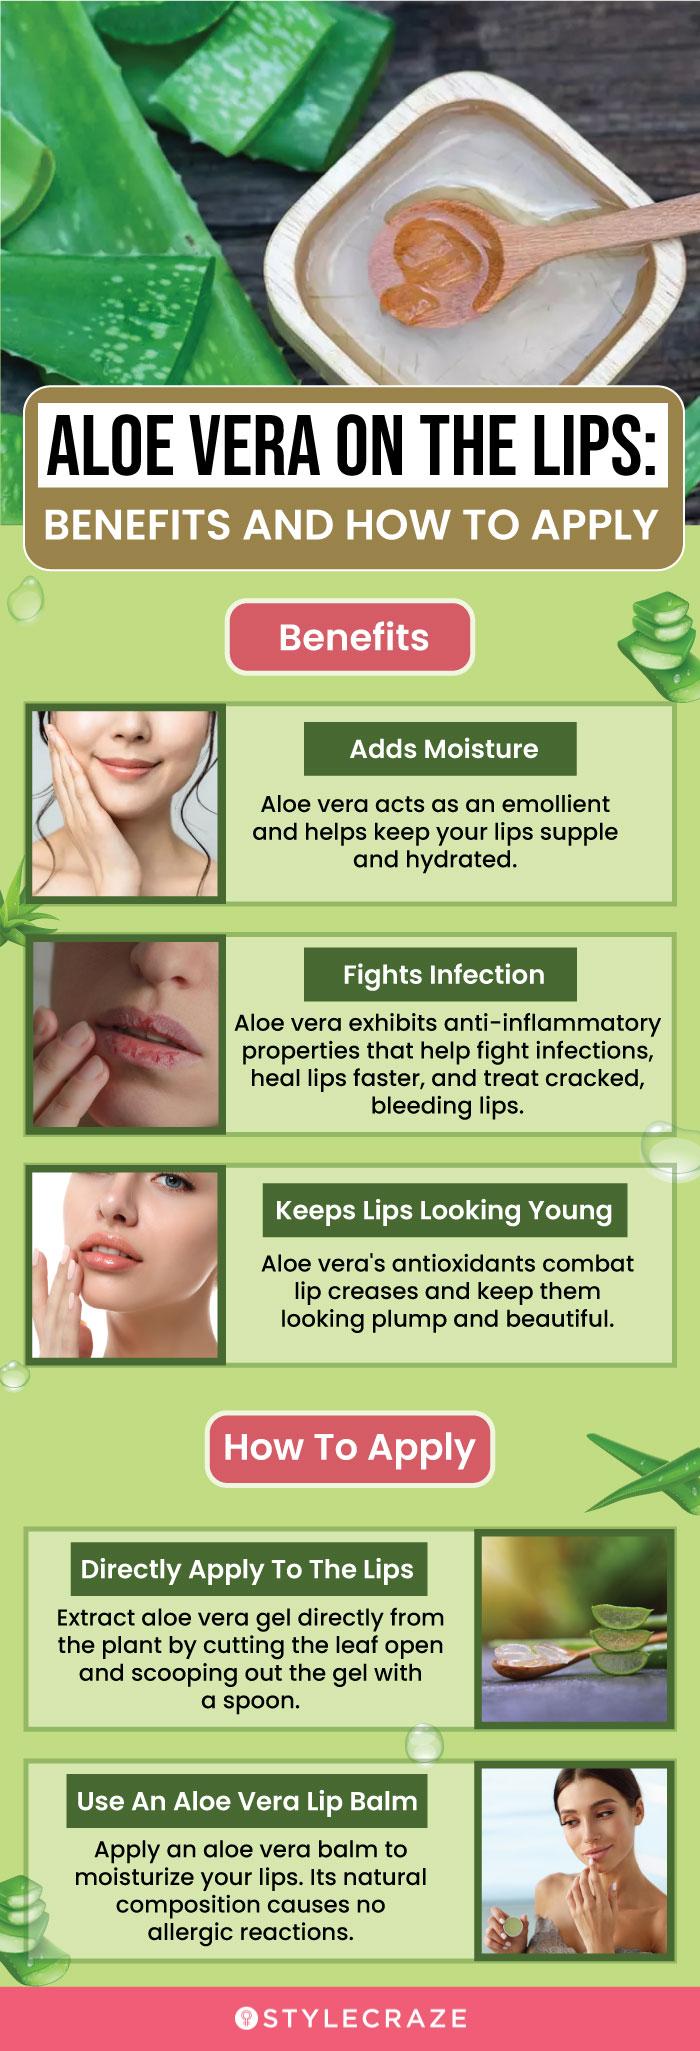 ALOE VERA ON THE LIPS:
BENEFITS AND HOW TO APPLY
Benefits
Adds Moisture
Aloe vera acts as an emollient
and helps keep your lips supple
and hydrated.
Fights Infection
Aloe vera exhibits anti-inflammatory
properties that help fight infections,
heal lips faster, and treat cracked,
bleeding lips.
Keeps Lips Looking Young
Aloe vera's antioxidants combat
lip creases and keep them
looking plump and beautiful.
How To Apply
Directly Apply To The Lips
Extract aloe vera gel directly from
the plant by cutting the leaf open
and scooping out the gel with
a spoon.
Use An Aloe Vera Lip Balm
Apply an aloe vera balm to
moisturize your lips. Its natural
composition causes no
allergic reactions.
STYLECRAZE